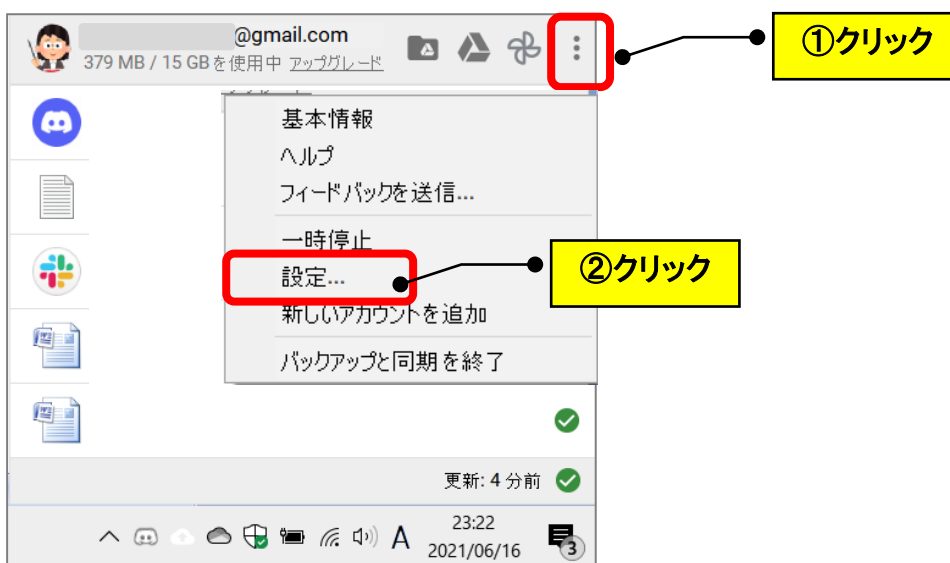 @gmail.com
379 MB / 15 GBを使用中 アップグレード
①クリック
基本情報
ヘルプ
フィードバックを送信...
一時停止
設定...
②クリック
新しいアカウントを追加
バックアップと同期を終了
更新: 4 分前
A
23:22
2021/06/16
3